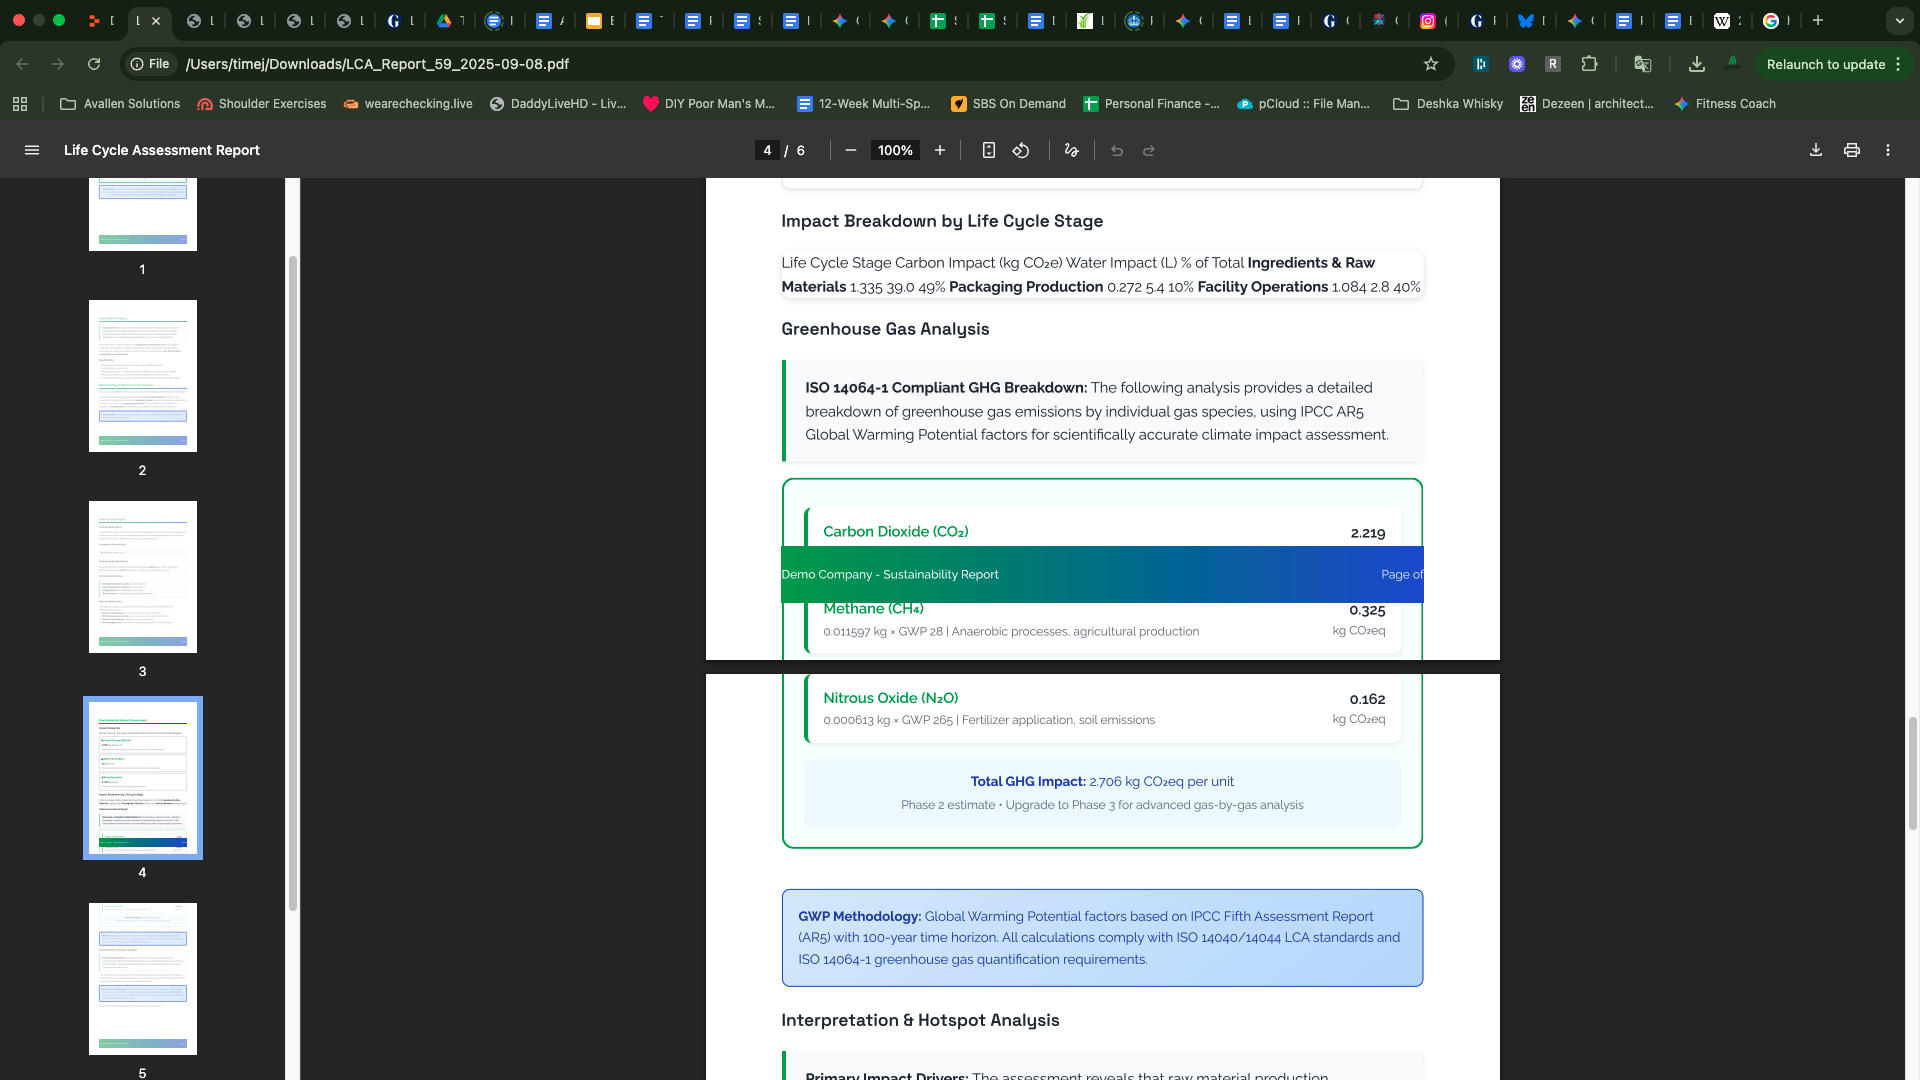 File
/Users/timej/Downloads/LCA_Report_59_2025-09-08.pdf
R
Relaunch to update
Avallen Solutions
Shoulder Exercises
wearechecking.live
DaddyLiveHD - Liv...
DIY Poor Man's M...
12-Week Multi-Sp...
SBS On Demand
Personal Finance -...
pCloud :: File Man...
Deshka Whisky
Dezeen | architect...
Fitness Coach
Life Cycle Assessment Report
4 / 6
100%
1
2
3
4
5
Impact Breakdown by Life Cycle Stage
Life Cycle Stage Carbon Impact (kg CO₂e) Water Impact (L) % of Total Ingredients & Raw
Materials 1.335 39.0 49% Packaging Production 0.272 5.4 10% Facility Operations 1.084 2.8 40%
Greenhouse Gas Analysis
ISO 14064-1 Compliant GHG Breakdown: The following analysis provides a detailed
breakdown of greenhouse gas emissions by individual gas species, using IPCC AR5
Global Warming Potential factors for scientifically accurate climate impact assessment.
Carbon Dioxide (CO₂)
2.219
Demo Company - Sustainability Report
Page of
Methane (CH₄)
0.325
0.011597 kg × GWP 28 | Anaerobic processes, agricultural production
kg CO₂eq
Nitrous Oxide (N₂O)
0.162
0.000613 kg × GWP 265 | Fertilizer application, soil emissions
kg CO₂eq
Total GHG Impact: 2.706 kg CO₂eq per unit
Phase 2 estimate • Upgrade to Phase 3 for advanced gas-by-gas analysis
GWP Methodology: Global Warming Potential factors based on IPCC Fifth Assessment Report
(AR5) with 100-year time horizon. All calculations comply with ISO 14040/14044 LCA standards and
ISO 14064-1 greenhouse gas quantification requirements.
Interpretation & Hotspot Analysis
Primary Impact Drivers: The assessment reveals that raw material production